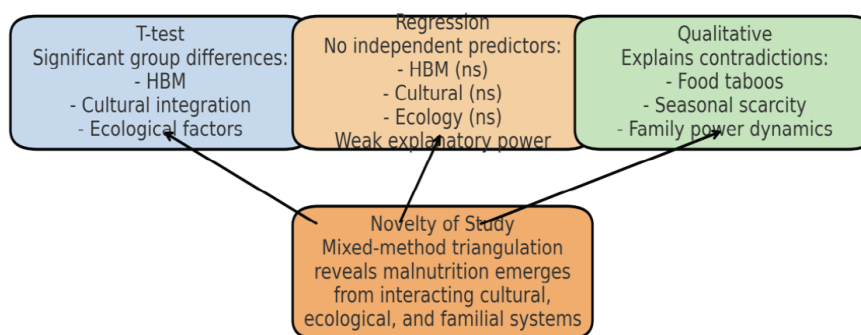 T-test
Significant group differences:
- HBM
- Cultural integration
- Ecological factors
Regression
No independent predictors:
- HBM (ns)
- Cultural (ns)
- Ecology (ns)
Weak explanatory power
Qualitative
Explains contradictions:
- Food taboos
- Seasonal scarcity
- Family power dynamics
Novelty of Study
Mixed-method triangulation
reveals malnutrition emerges
from interacting cultural,
ecological, and familial systems